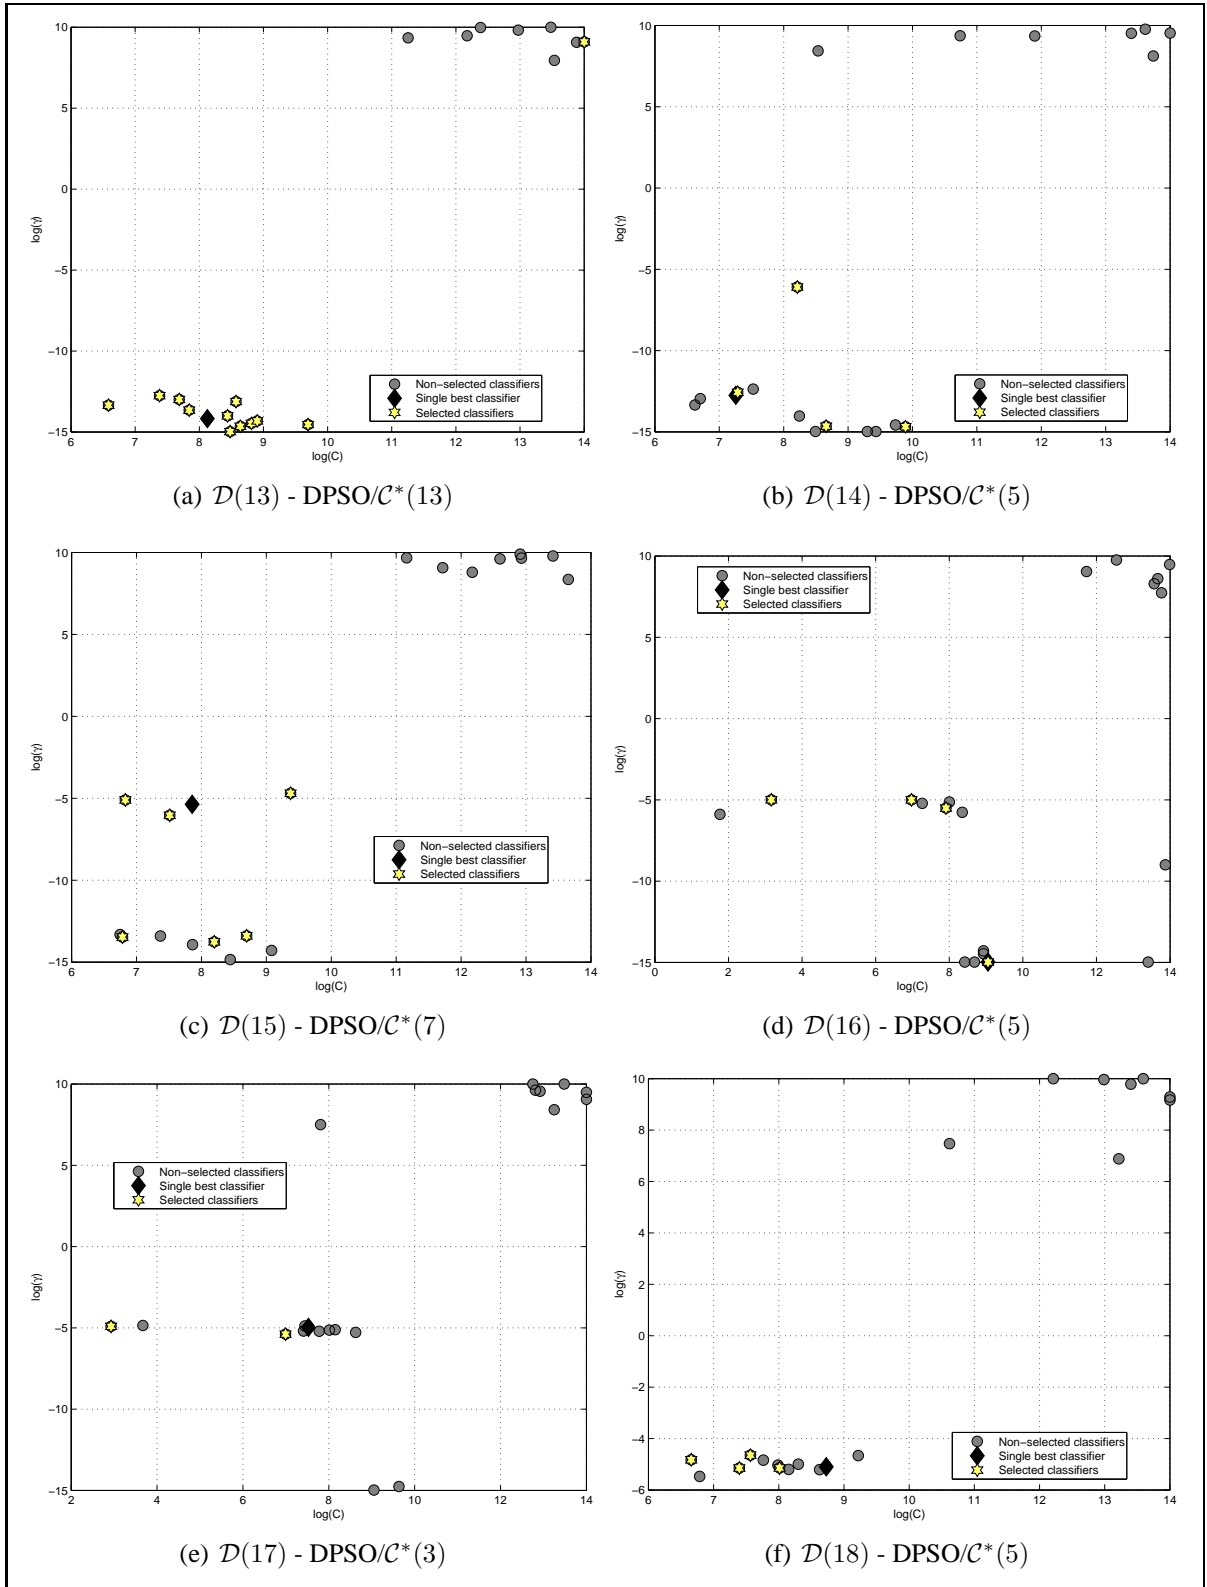 10
5
0
−5
−10
−15
log(γ)
6 7 8 9 10 11 12 13 14
log(C)
Non−selected classifiers
Single best classifier
Selected classifiers
(a) 𝒟(13) - DPSO/𝒞*(13)
10
5
0
−5
−10
−15
log(γ)
6 7 8 9 10 11 12 13 14
log(C)
Non−selected classifiers
Single best classifier
Selected classifiers
(b) 𝒟(14) - DPSO/𝒞*(5)
10
5
0
−5
−10
−15
log(γ)
6 7 8 9 10 11 12 13 14
log(C)
Non−selected classifiers
Single best classifier
Selected classifiers
(c) 𝒟(15) - DPSO/𝒞*(7)
10
5
0
−5
−10
−15
log(γ)
0 2 4 6 8 10 12 14
log(C)
Non−selected classifiers
Single best classifier
Selected classifiers
(d) 𝒟(16) - DPSO/𝒞*(5)
10
5
0
−5
−10
−15
log(γ)
2 4 6 8 10 12 14
log(C)
Non−selected classifiers
Single best classifier
Selected classifiers
(e) 𝒟(17) - DPSO/𝒞*(3)
10
8
6
4
2
0
−2
−4
−6
log(γ)
6 7 8 9 10 11 12 13 14
log(C)
Non−selected classifiers
Single best classifier
Selected classifiers
(f) 𝒟(18) - DPSO/𝒞*(5)